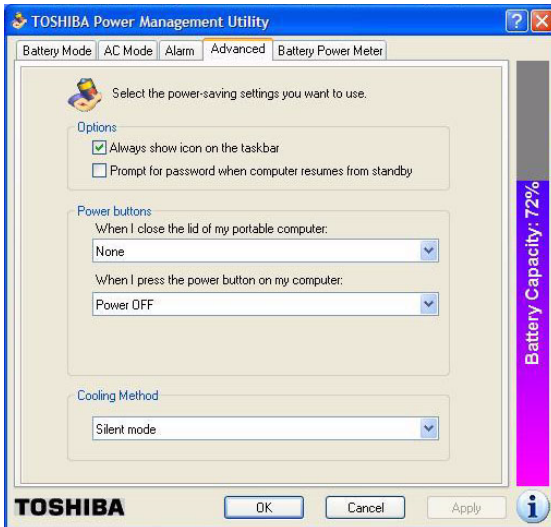 TOSHIBA Power Management Utility
Battery Mode AC Mode Alarm Advanced Battery Power Meter
Select the power-saving settings you want to use.
Options
Always show icon on the taskbar
Prompt for password when computer resumes from standby
Power buttons
When I close the lid of my portable computer:
None
When I press the power button on my computer:
Power OFF
Cooling Method
Silent mode
Battery Capacity: 72%
TOSHIBA
OK Cancel Apply